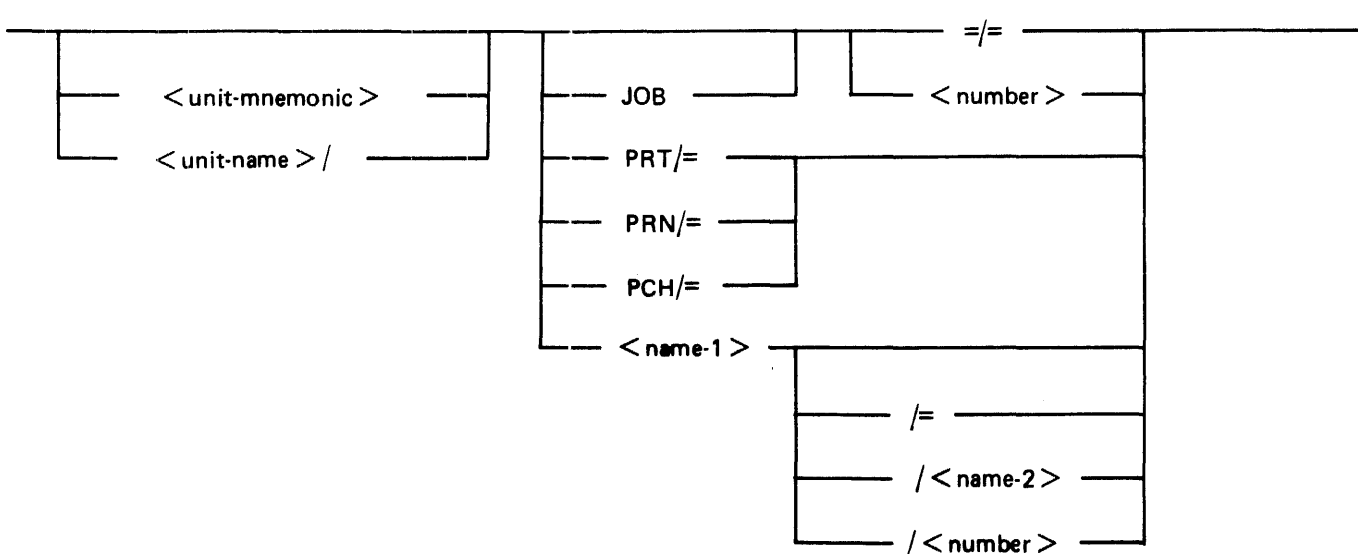 =/=
<unit-mnemonic>
JOB
<number>
<unit-name>/
PRT/=
PRN/=
PCH/=
<name-1>
/=
/<name-2>
/<number>